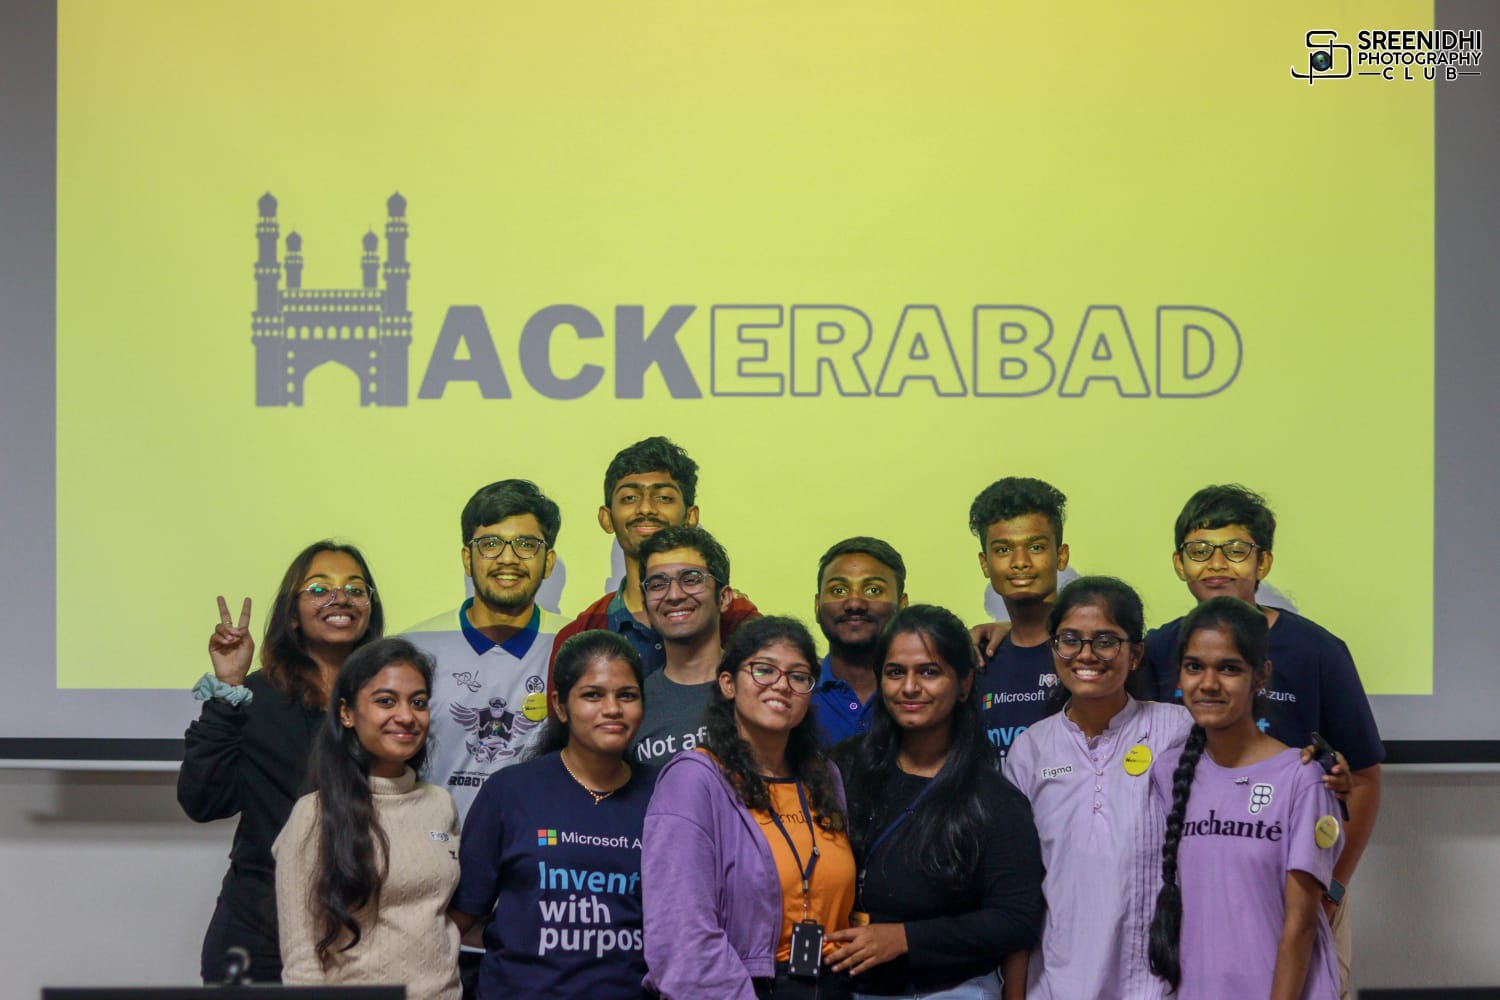 SREENIDHI
PHOTOGRAPHY
CLUB
HACKERABAD
Microsoft
Azure
Not af
Figma
Microsoft A
Invent
with
purpos
nchanté